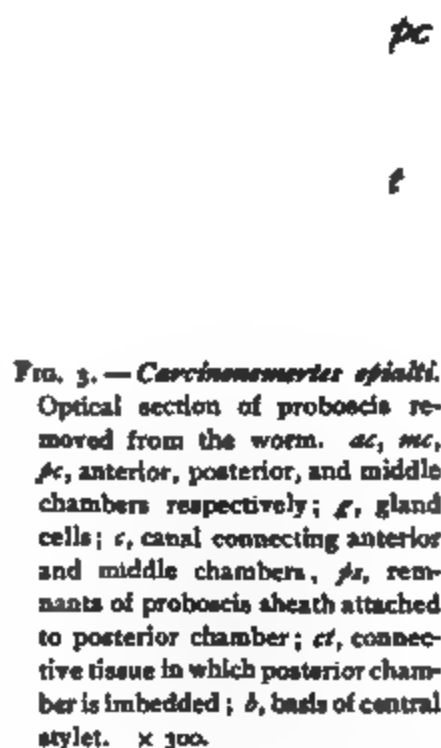 pc
t
FIG. 3. — Carcinonemertes epialti.
Optical section of proboscis re-
moved from the worm. ac, mc,
pc, anterior, posterior, and middle
chambers respectively; g, gland
cells; c, canal connecting anterior
and middle chambers, ps, rem-
nants of proboscis sheath attached
to posterior chamber; ct, connec-
tive tissue in which posterior cham-
ber is imbedded; b, basis of central
stylet. × 300.